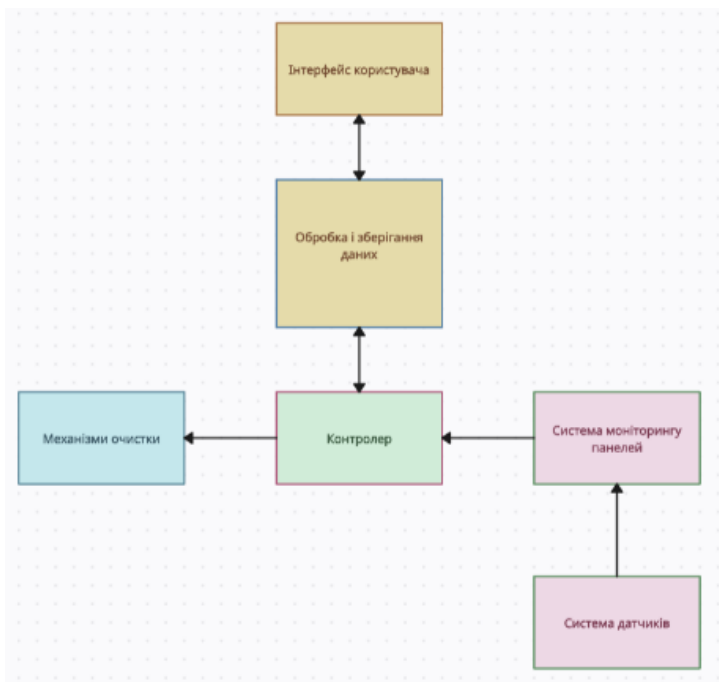 Інтерфейс користувача
Обробка і зберігання
даних
Механізми очистки
Контролер
Система моніторингу
панелей
Система датчиків